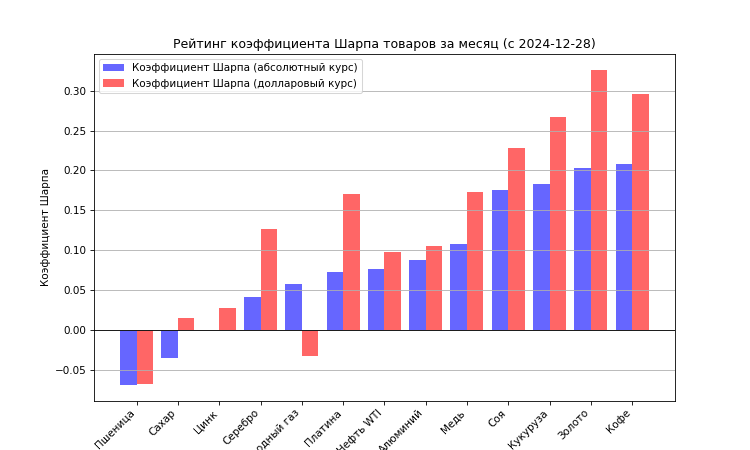 Рейтинг коэффициента Шарпа товаров за месяц (с 2024-12-28)
Коэффициент Шарпа (абсолютный курс)
Коэффициент Шарпа (долларовый курс)
Коэффициент Шарпа
0.30
0.25
0.20
0.15
0.10
0.05
0.00
−0.05
Пшеница
Сахар
Цинк
Серебро
одный газ
Платина
Нефть WTI
Алюминий
Медь
Соя
Кукуруза
Золото
Кофе